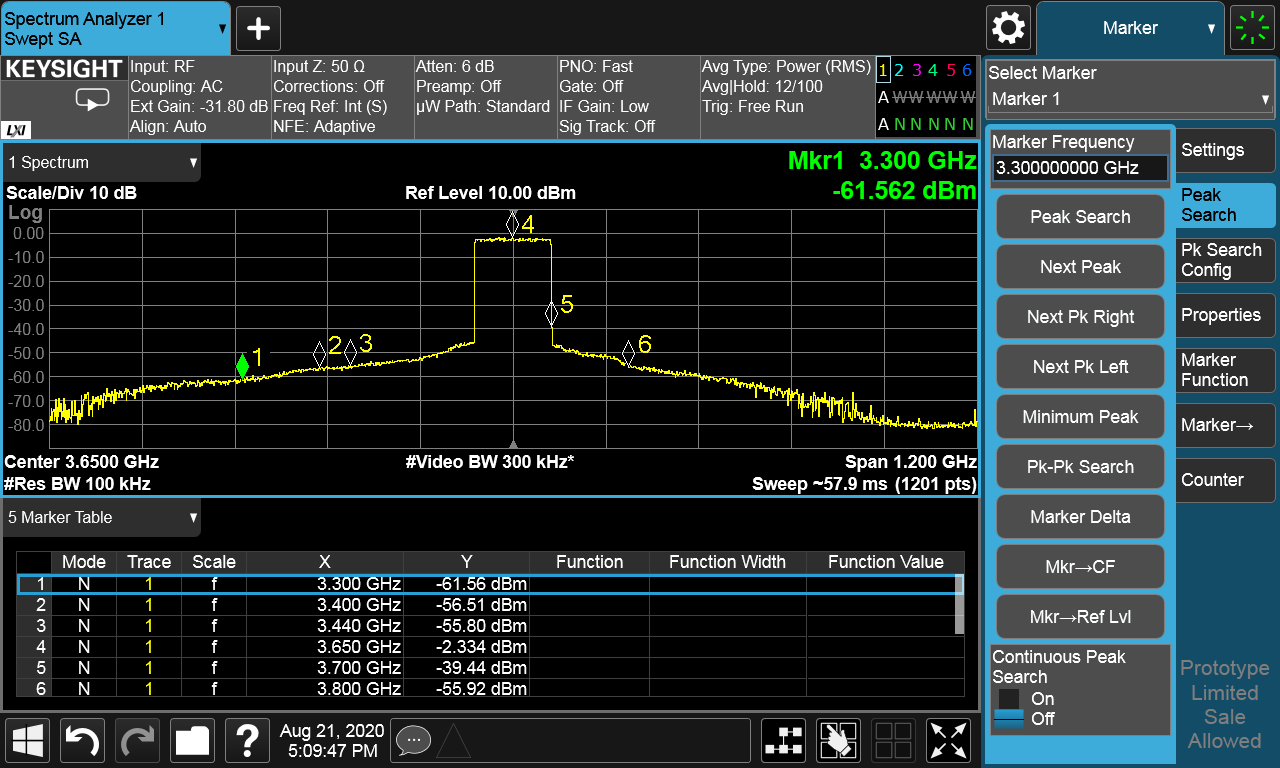 Spectrum Analyzer 1
Swept SA
+
Marker
KEYSIGHT
LXI
Input: RF
Coupling: AC
Ext Gain: -31.80 dB
Align: Auto
Input Z: 50 Ω
Corrections: Off
Freq Ref: Int (S)
NFE: Adaptive
Atten: 6 dB
Preamp: Off
µW Path: Standard
PNO: Fast
Gate: Off
IF Gain: Low
Sig Track: Off
Avg Type: Power (RMS)
Avg|Hold: 12/100
Trig: Free Run
1 2 3 4 5 6
A W W W W W
A N N N N N
Select Marker
Marker 1
1 Spectrum
Mkr1 3.300 GHz
-61.562 dBm
Scale/Div 10 dB
Ref Level 10.00 dBm
Log
0.00
-10.0
-20.0
-30.0
-40.0
-50.0
-60.0
-70.0
-80.0
1
2
3
4
5
6
Center 3.6500 GHz
#Video BW 300 kHz*
Span 1.200 GHz
#Res BW 100 kHz
Sweep ~57.9 ms (1201 pts)
5 Marker Table
Mode Trace Scale X Y Function Function Width Function Value
1 N 1 f 3.300 GHz -61.56 dBm
2 N 1 f 3.400 GHz -56.51 dBm
3 N 1 f 3.440 GHz -55.80 dBm
4 N 1 f 3.650 GHz -2.334 dBm
5 N 1 f 3.700 GHz -39.44 dBm
6 N 1 f 3.800 GHz -55.92 dBm
Marker Frequency
3.300000000 GHz
Peak Search
Next Peak
Next Pk Right
Next Pk Left
Minimum Peak
Pk-Pk Search
Marker Delta
Mkr→CF
Mkr→Ref Lvl
Continuous Peak
Search
On
Off
Settings
Peak
Search
Pk Search
Config
Properties
Marker
Function
Marker→
Counter
Prototype
Limited
Sale
Allowed
?
Aug 21, 2020
5:09:47 PM